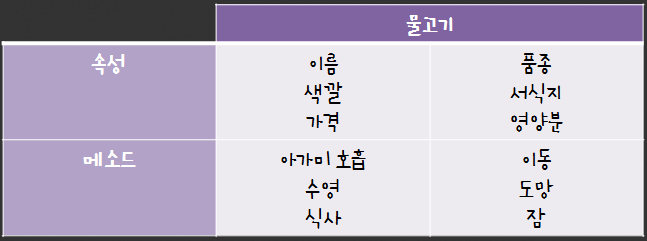 물고기
속성
이름 품종
색깔 서식지
가격 영양분
메소드
아가미 호흡 이동
수영 도망
식사 잠